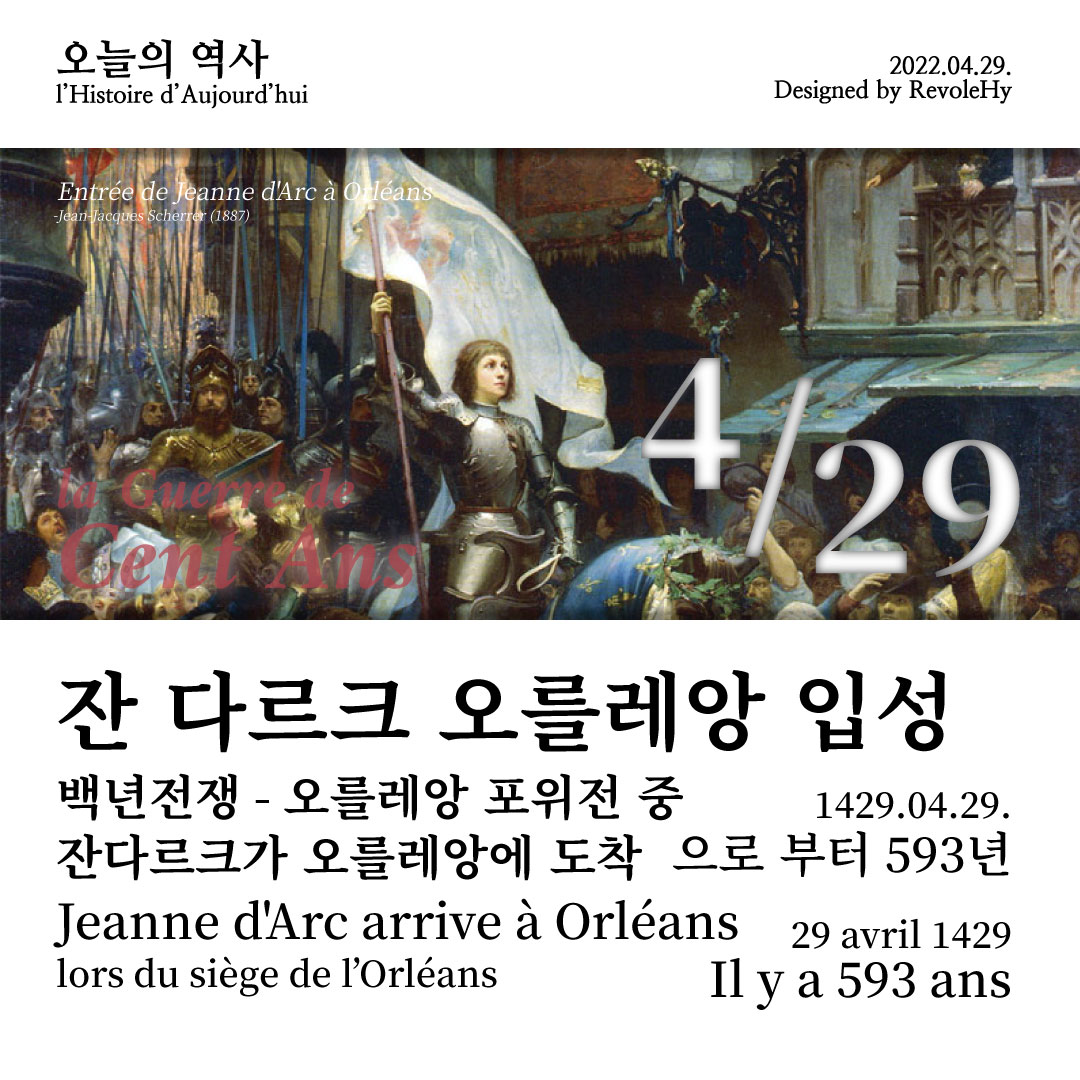 오늘의 역사
l’Histoire d’Aujourd’hui
2022.04.29.
Designed by RevoleHy
Entrée de Jeanne d'Arc à Orléans
-Jean-Jacques Scherrer (1887)
4/29
la Guerre de
Cent Ans
잔 다르크 오를레앙 입성
백년전쟁 - 오를레앙 포위전 중
잔다르크가 오를레앙에 도착
1429.04.29.
으로 부터 593년
Jeanne d'Arc arrive à Orléans
lors du siège de l’Orléans
29 avril 1429
Il y a 593 ans